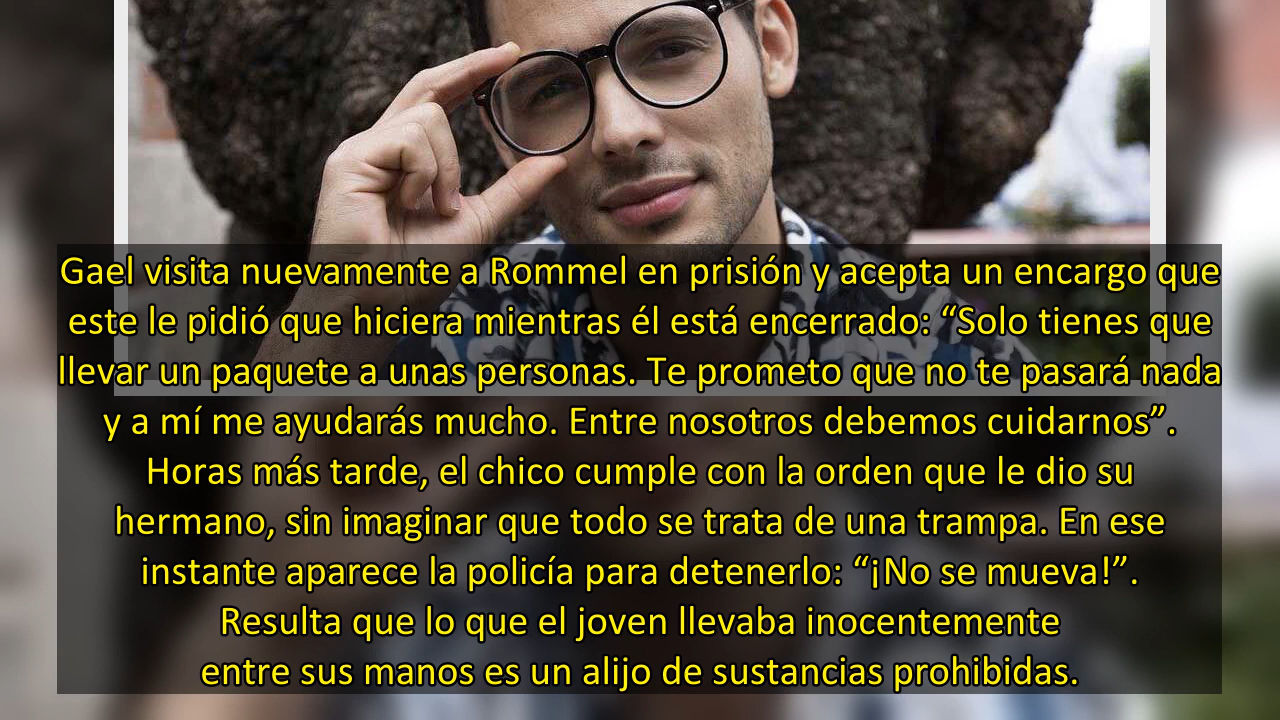 Gael visita nuevamente a Rommel en prisión y acepta un encargo que
este le pidió que hiciera mientras él está encerrado: “Solo tienes que
llevar un paquete a unas personas. Te prometo que no te pasará nada
y a mí me ayudarás mucho. Entre nosotros debemos cuidarnos”.
Horas más tarde, el chico cumple con la orden que le dio su
hermano, sin imaginar que todo se trata de una trampa. En ese
instante aparece la policía para detenerlo: “¡No se mueva!”.
Resulta que lo que el joven llevaba inocentemente
entre sus manos es un alijo de sustancias prohibidas.